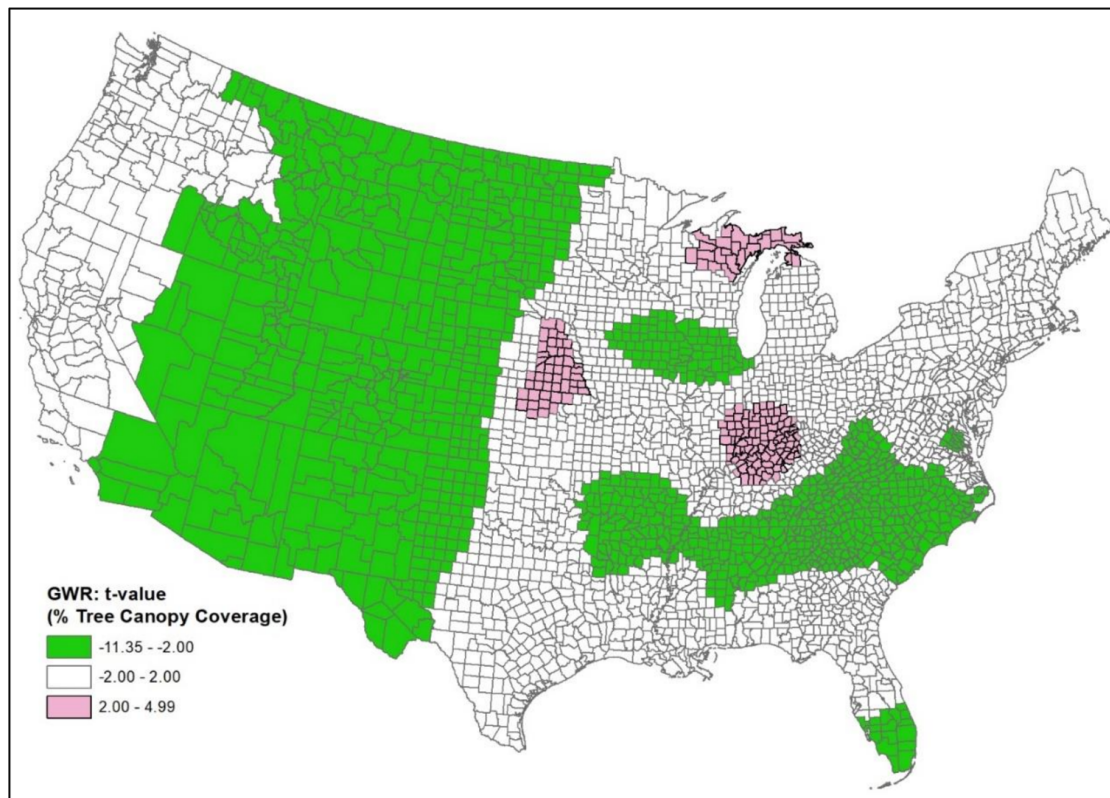 GWR: t-value
(% Tree Canopy Coverage)
-11.35 - -2.00
-2.00 - 2.00
2.00 - 4.99